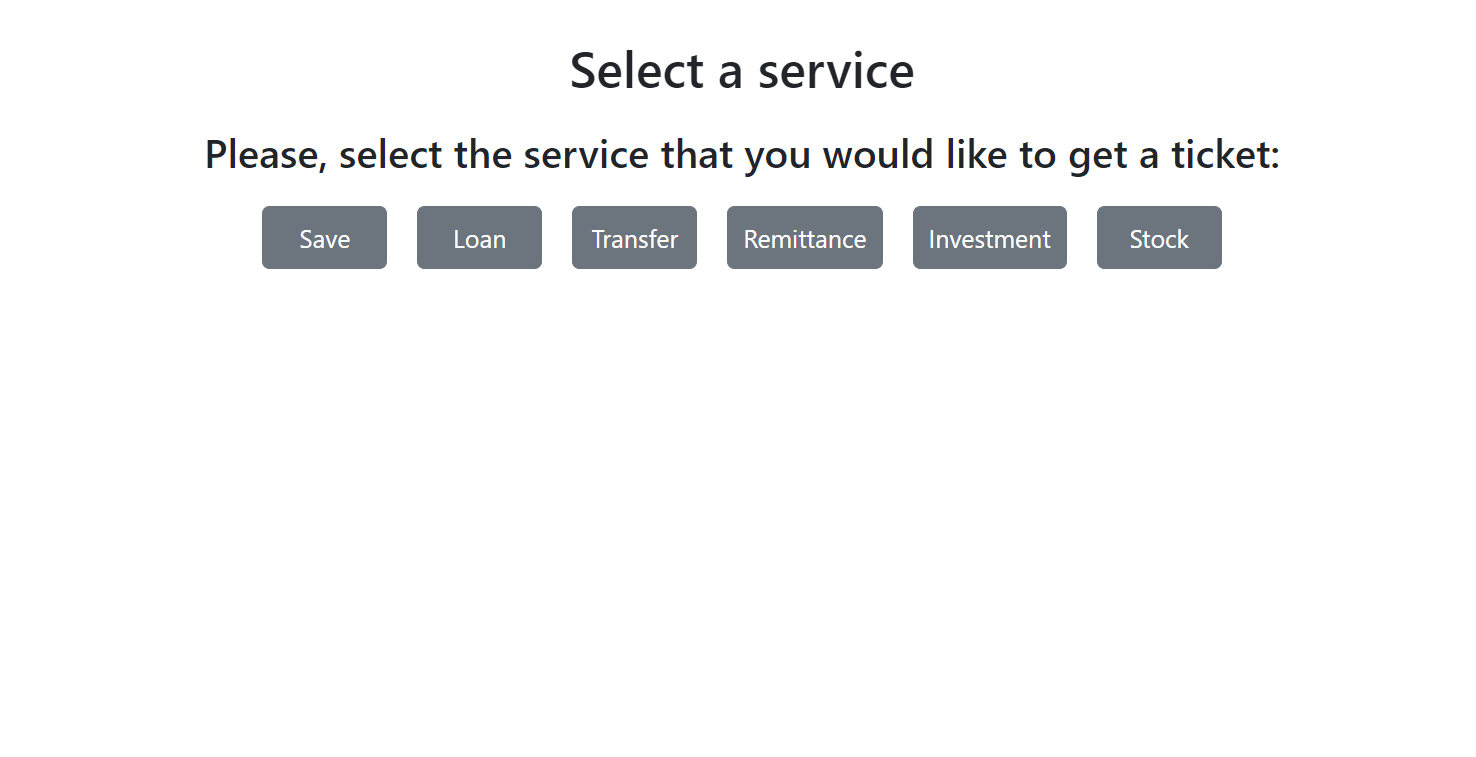 Select a service
Please, select the service that you would like to get a ticket:
Save Loan Transfer Remittance Investment Stock